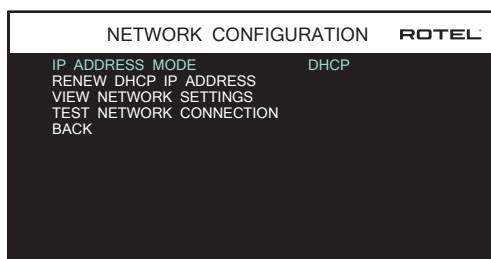 NETWORK CONFIGURATION ROTEL
IP ADDRESS MODE DHCP
RENEW DHCP IP ADDRESS
VIEW NETWORK SETTINGS
TEST NETWORK CONNECTION
BACK